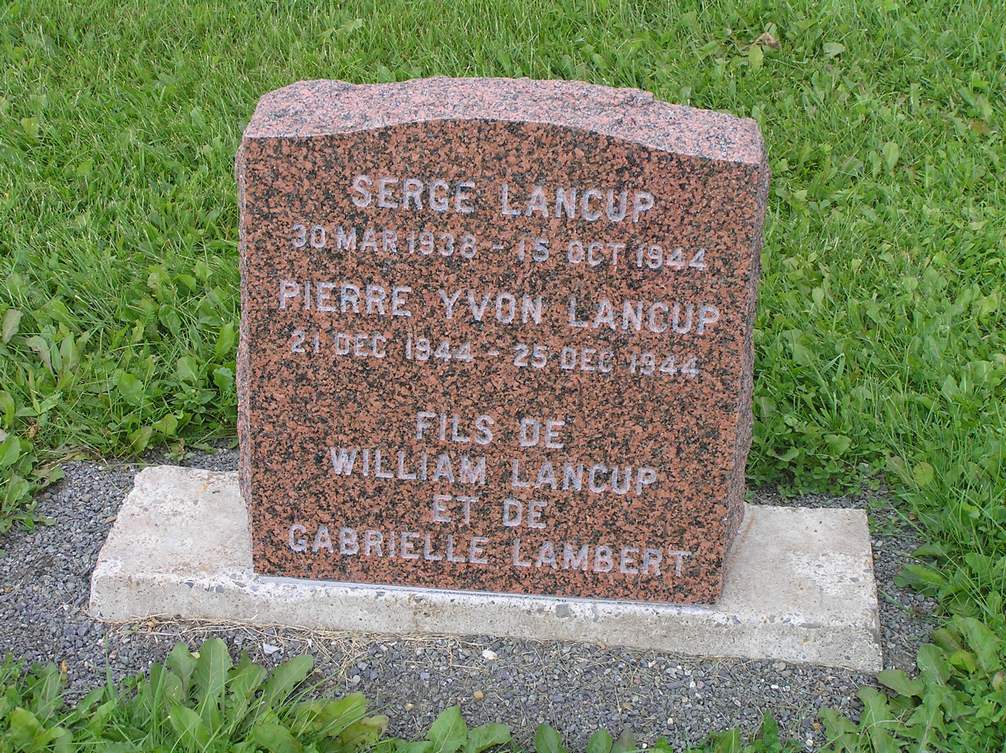 SERGE LANCUP
30 MAR 1938 - 15 OCT 1944
PIERRE YVON LANCUP
21 DEC 1944 - 25 DEC 1944
FILS DE
WILLIAM LANCUP
ET DE
GABRIELLE LAMBERT